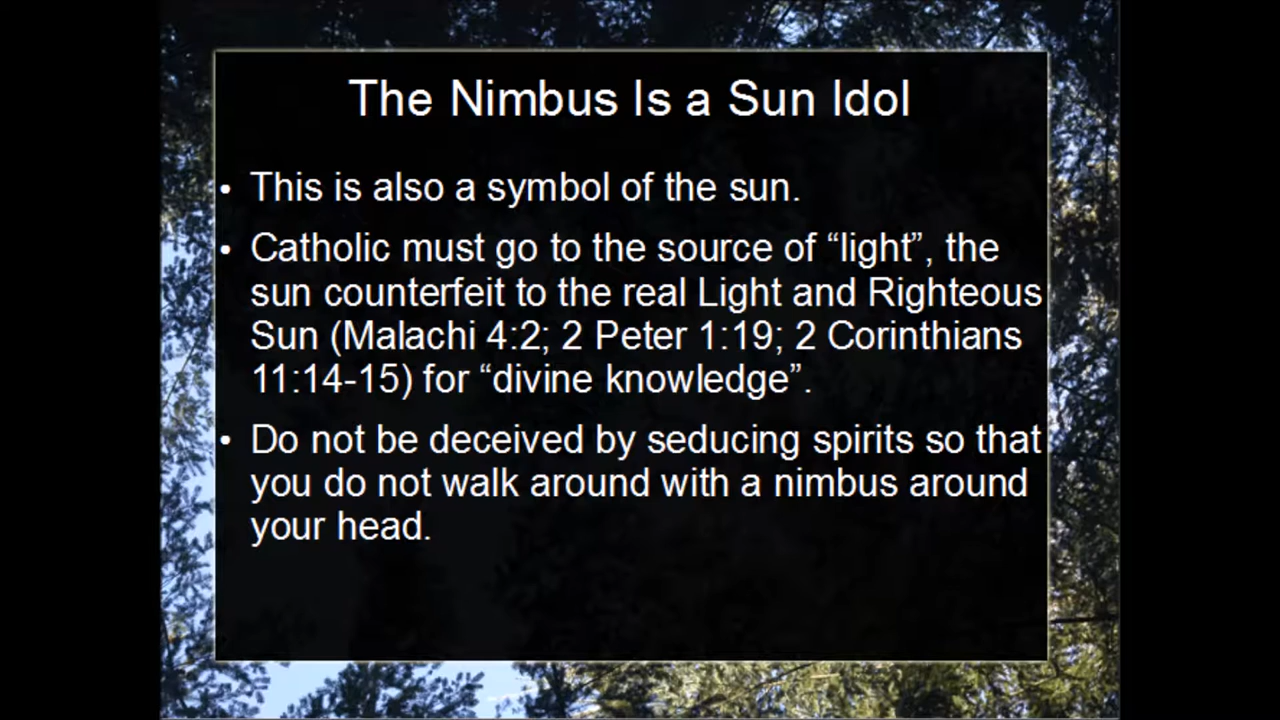 The Nimbus Is a Sun Idol
• This is also a symbol of the sun.
• Catholic must go to the source of “light”, the
sun counterfeit to the real Light and Righteous
Sun (Malachi 4:2; 2 Peter 1:19; 2 Corinthians
11:14-15) for “divine knowledge”.
• Do not be deceived by seducing spirits so that
you do not walk around with a nimbus around
your head.